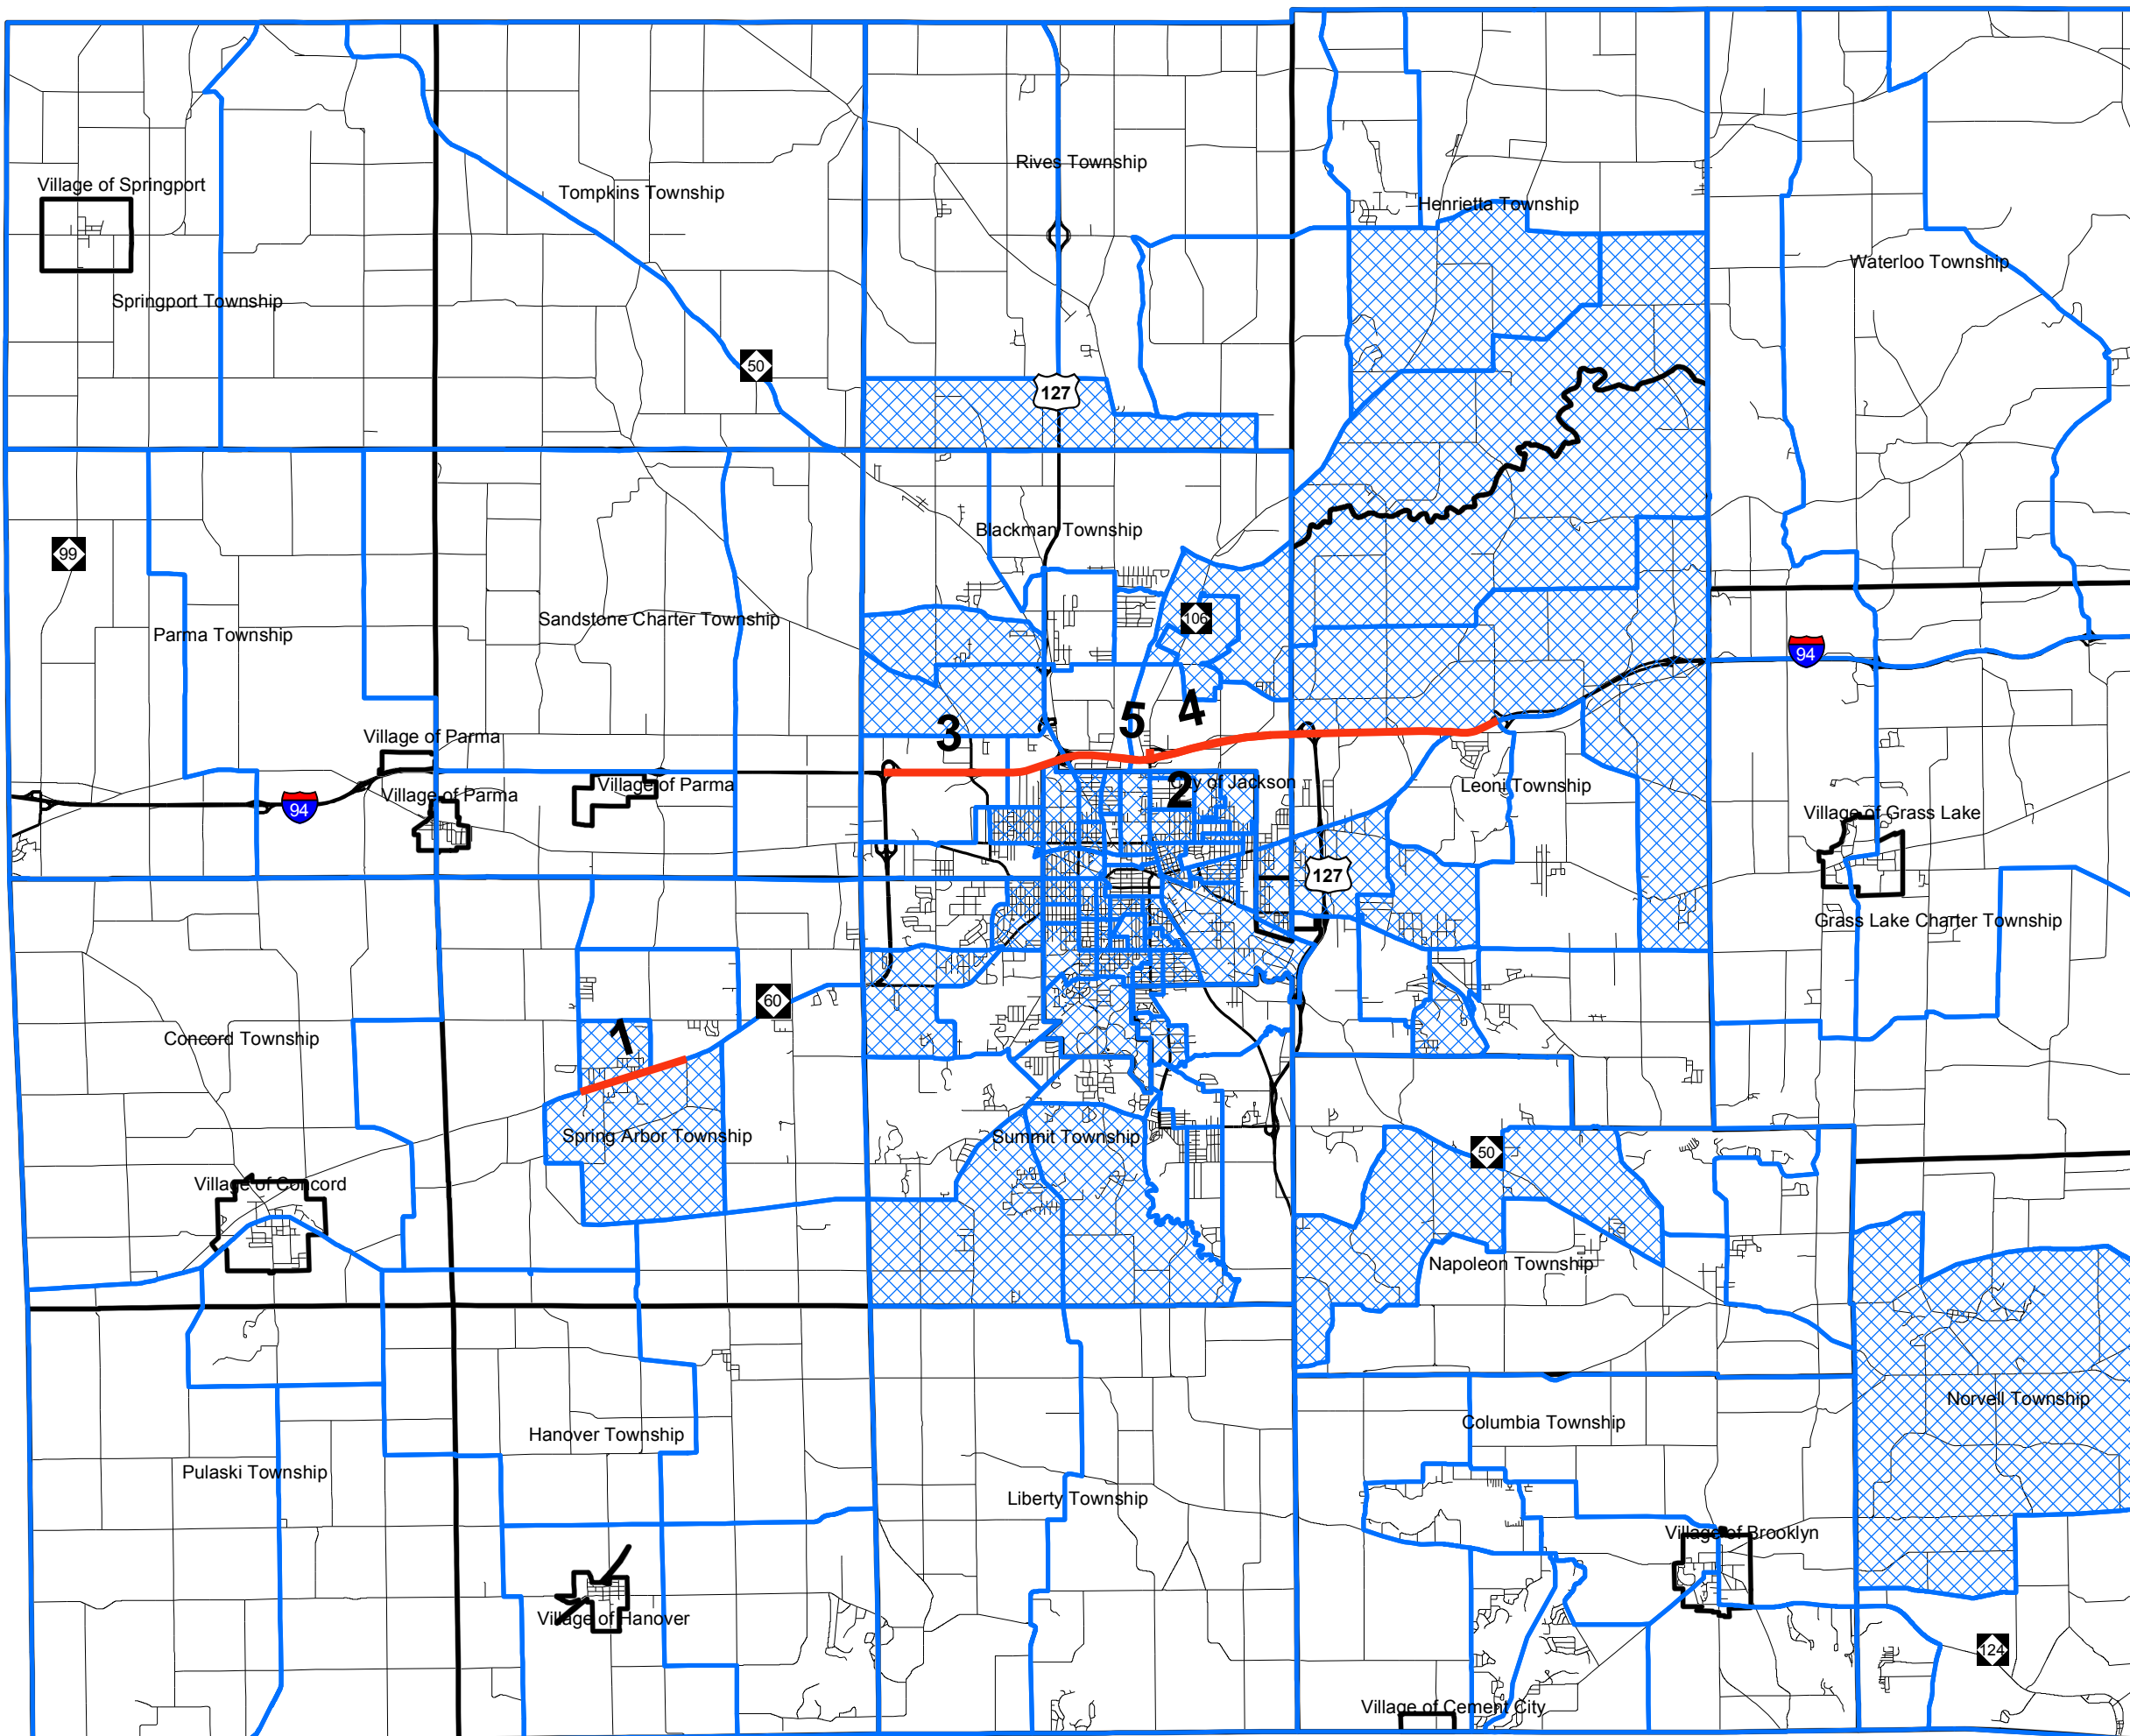 Village of Springport
Tompkins Township
Rives Township
Henrietta Township
Waterloo Township
Springport Township
50
127
Blackman Township
99
106
Sandstone Charter Township
Parma Township
94
3
5
4
Village of Parma
City of Jackson
2
Leoni Township
Village of Parma
Village of Parma
94
Village of Grass Lake
127
Grass Lake Charter Township
60
1
Concord Township
Spring Arbor Township
Summit Township
50
Village of Concord
Napoleon Township
Norvell Township
Columbia Township
Hanover Township
Pulaski Township
Liberty Township
Village of Brooklyn
Village of Hanover
124
Village of Cement City